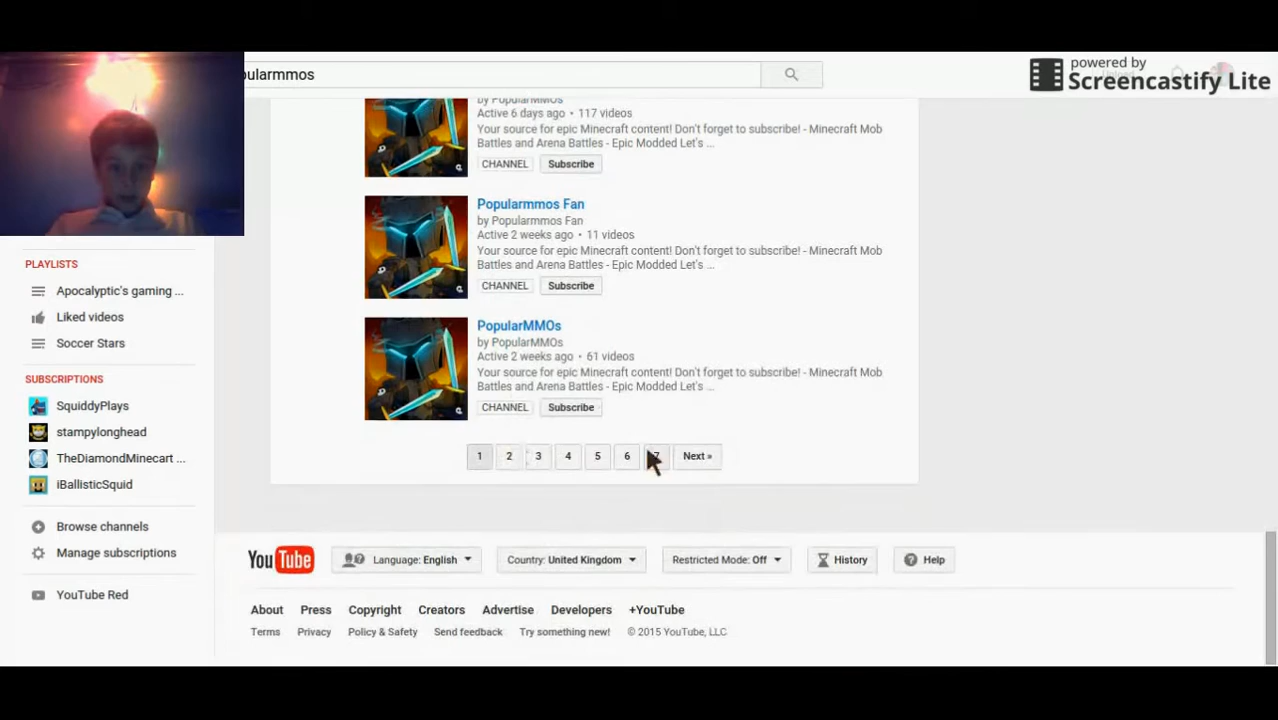 powered by
Screencastify Lite
pularmmos
by PopularMMOs
Active 6 days ago • 117 videos
Your source for epic Minecraft content! Don't forget to subscribe! - Minecraft Mob
Battles and Arena Battles - Epic Modded Let's ...
CHANNEL Subscribe
Popularmmos Fan
by Popularmmos Fan
Active 2 weeks ago • 11 videos
Your source for epic Minecraft content! Don't forget to subscribe! - Minecraft Mob
Battles and Arena Battles - Epic Modded Let's ...
CHANNEL Subscribe
PopularMMOs
by PopularMMOs
Active 2 weeks ago • 61 videos
Your source for epic Minecraft content! Don't forget to subscribe! - Minecraft Mob
Battles and Arena Battles - Epic Modded Let's ...
CHANNEL Subscribe
1 2 3 4 5 6 7 Next »
PLAYLISTS
Apocalyptic's gaming ...
Liked videos
Soccer Stars
SUBSCRIPTIONS
SquiddyPlays
stampylonghead
TheDiamondMinecart ...
iBallisticSquid
Browse channels
Manage subscriptions
YouTube Red
YouTube Language: English Country: United Kingdom Restricted Mode: Off History Help
About Press Copyright Creators Advertise Developers +YouTube
Terms Privacy Policy & Safety Send feedback Try something new! © 2015 YouTube, LLC